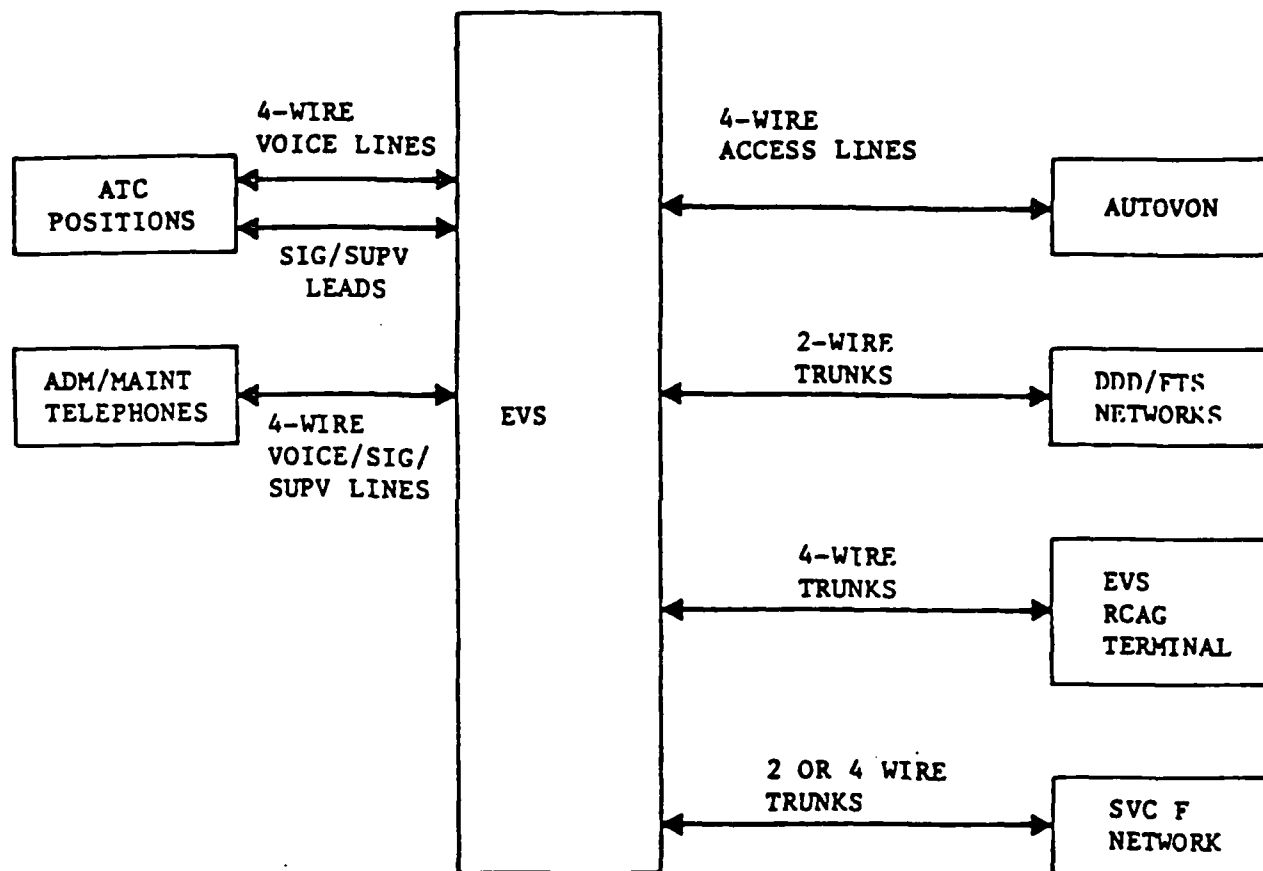 4-WIRE
VOICE LINES
ATC
POSITIONS
SIG/SUPV
LEADS
ADM/MAINT
TELEPHONES
4-WIRE
VOICE/SIG/
SUPV LINES
EVS
4-WIRE
ACCESS LINES
AUTOVON
2-WIRE
TRUNKS
DDD/FTS
NETWORKS
4-WIRE
TRUNKS
EVS
RCAG
TERMINAL
2 OR 4 WIRE
TRUNKS
SVC F
NETWORK